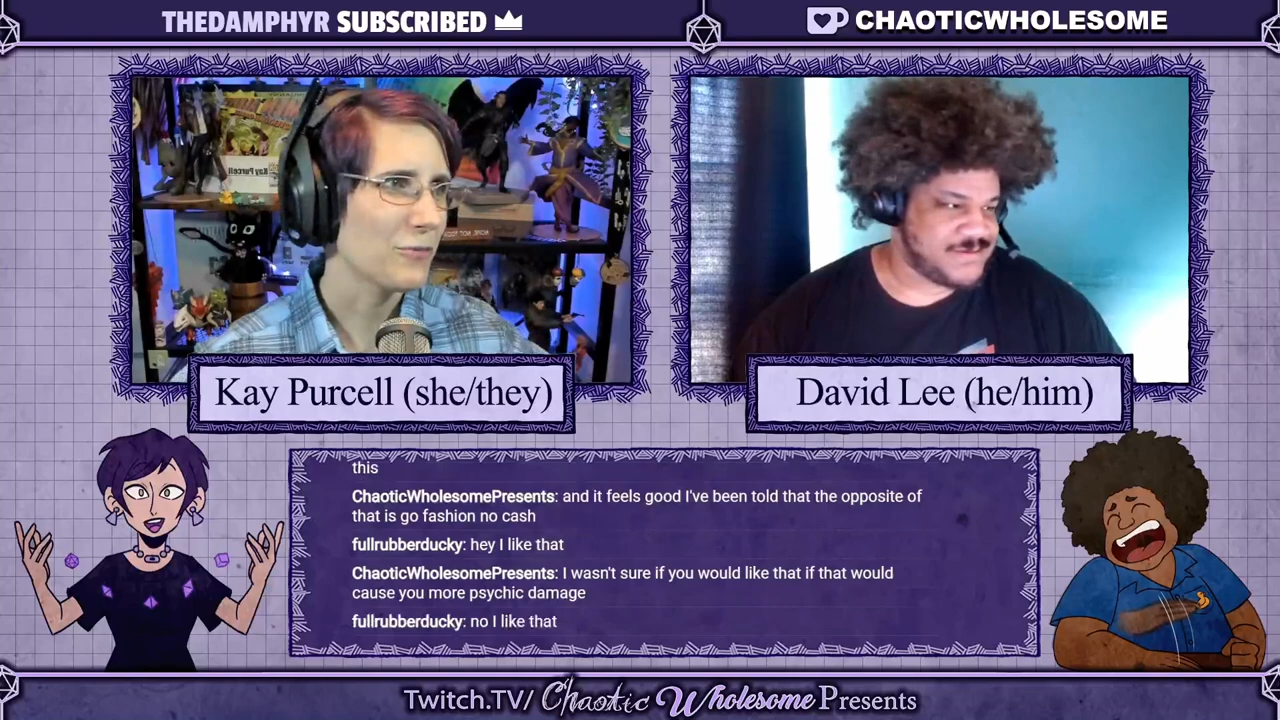 THEDAMPHYR SUBSCRIBED
CHAOTICWHOLESOME
Kay Purcell
Kay Purcell (she/they)
David Lee (he/him)
this
ChaoticWholesomePresents: and it feels good I've been told that the opposite of
that is go fashion no cash
fullrubberducky: hey I like that
ChaoticWholesomePresents: I wasn't sure if you would like that if that would
cause you more psychic damage
fullrubberducky: no I like that
Twitch.TV/ Chaotic Wholesome Presents